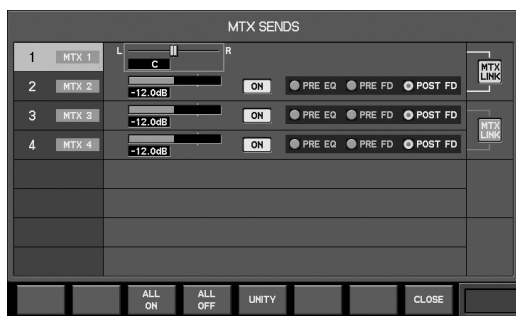 MTX SENDS
1 MTX 1 L R
C
MTX LINK
2 MTX 2 -12.0dB ON PRE EQ PRE FD POST FD
3 MTX 3 -12.0dB ON PRE EQ PRE FD POST FD
MTX LINK
4 MTX 4 -12.0dB ON PRE EQ PRE FD POST FD
ALL ON ALL OFF UNITY CLOSE